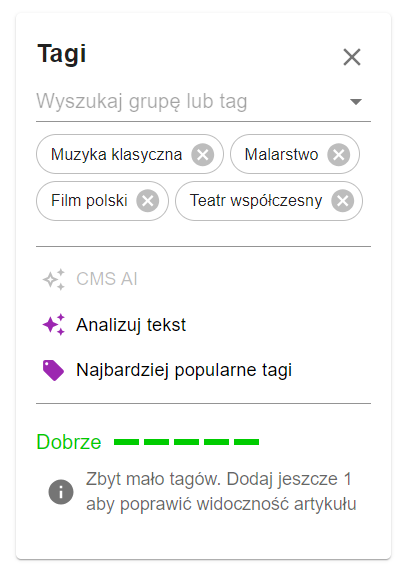 Tagi
Wyszukaj grupę lub tag
Muzyka klasyczna
Malarstwo
Film polski
Teatr współczesny
CMS AI
Analizuj tekst
Najbardziej popularne tagi
Dobrze
Zbyt mało tagów. Dodaj jeszcze 1
aby poprawić widoczność artykułu